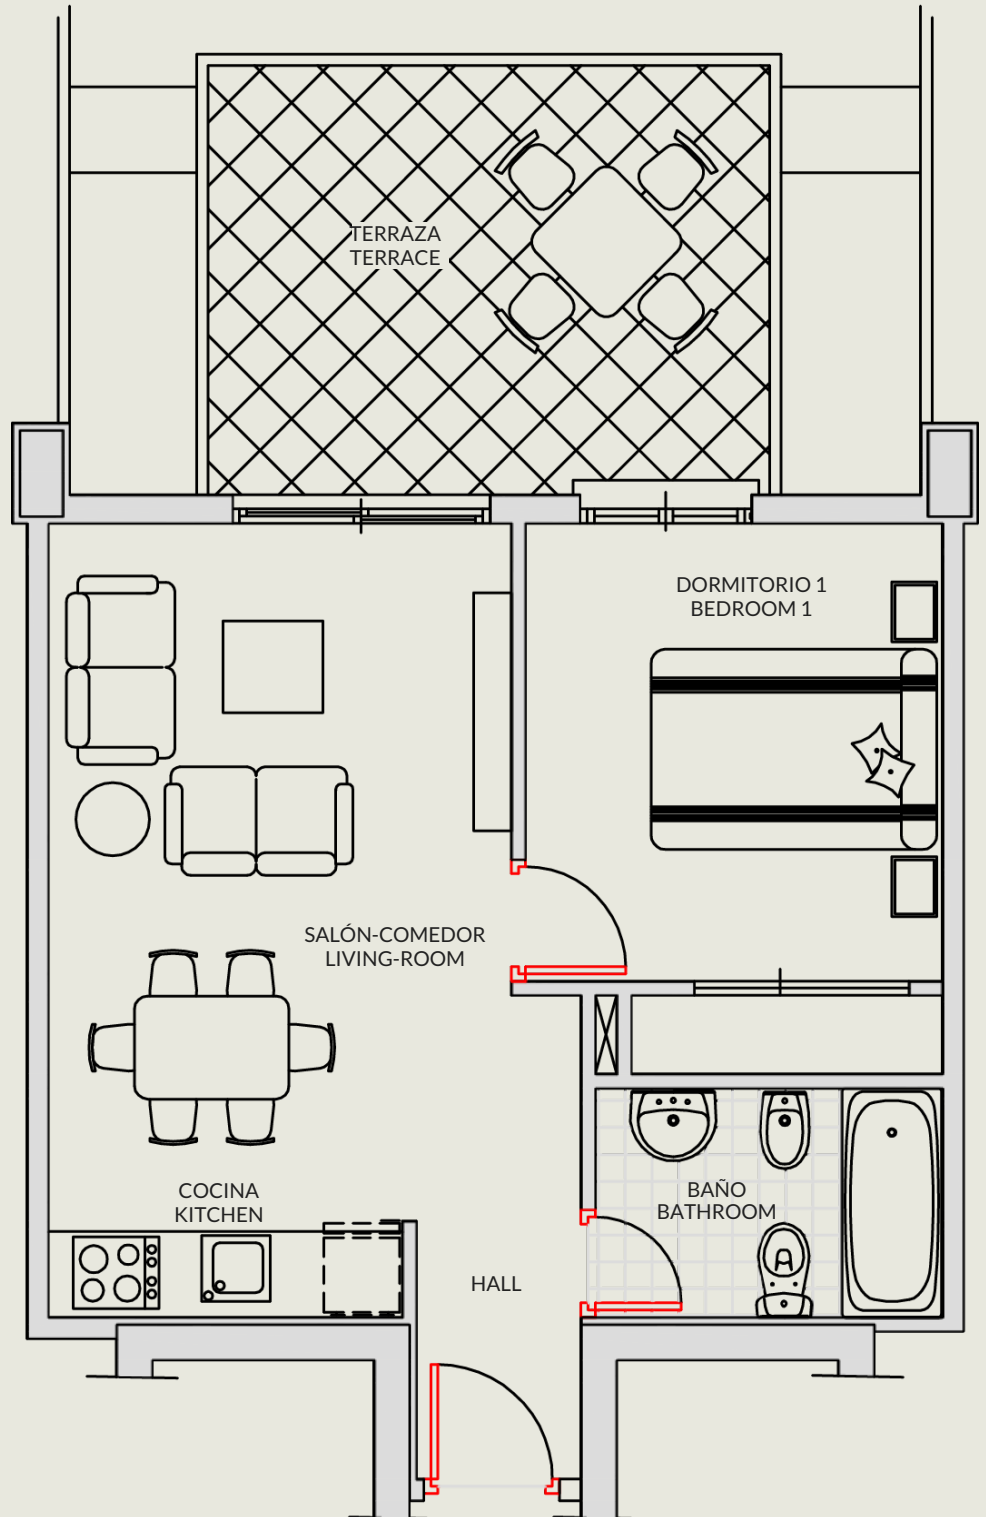 TERRAZA
TERRACE
DORMITORIO 1
BEDROOM 1
SALÓN-COMEDOR
LIVING-ROOM
COCINA
KITCHEN
BAÑO
BATHROOM
HALL